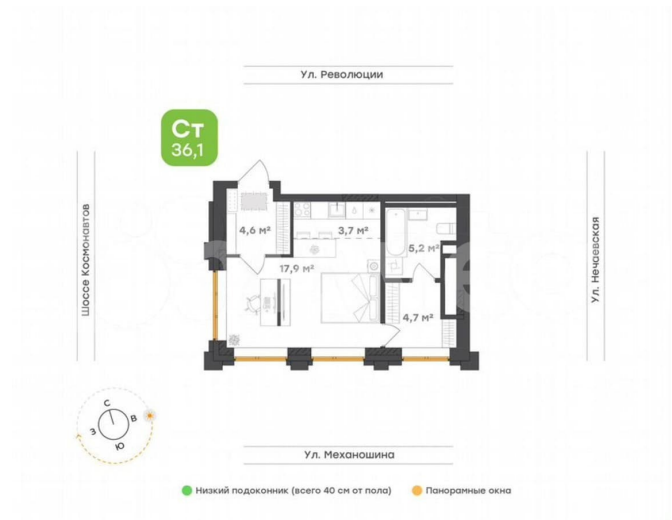 Ул. Революции
Ст
36,1
Шоссе Космонавтов
4,6 м²
3,7 м²
5,2 м²
17,9 м²
4,7 м²
Ул. Нечаевская
С
В
З
Ю
Ул. Механошина
Низкий подоконник (всего 40 см от пола)
Панорамные окна